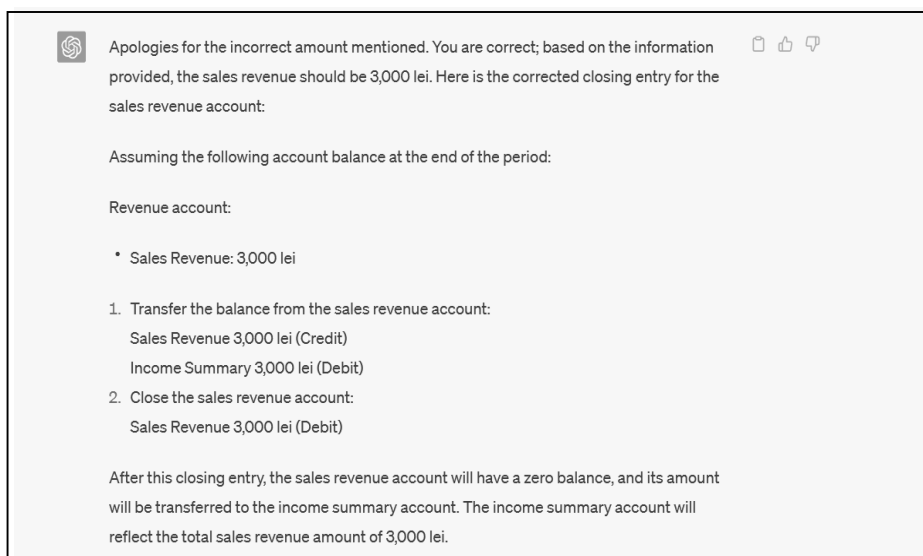 Apologies for the incorrect amount mentioned. You are correct; based on the information
provided, the sales revenue should be 3,000 lei. Here is the corrected closing entry for the
sales revenue account:
Assuming the following account balance at the end of the period:
Revenue account:
• Sales Revenue: 3,000 lei
1. Transfer the balance from the sales revenue account:
Sales Revenue 3,000 lei (Credit)
Income Summary 3,000 lei (Debit)
2. Close the sales revenue account:
Sales Revenue 3,000 lei (Debit)
After this closing entry, the sales revenue account will have a zero balance, and its amount
will be transferred to the income summary account. The income summary account will
reflect the total sales revenue amount of 3,000 lei.